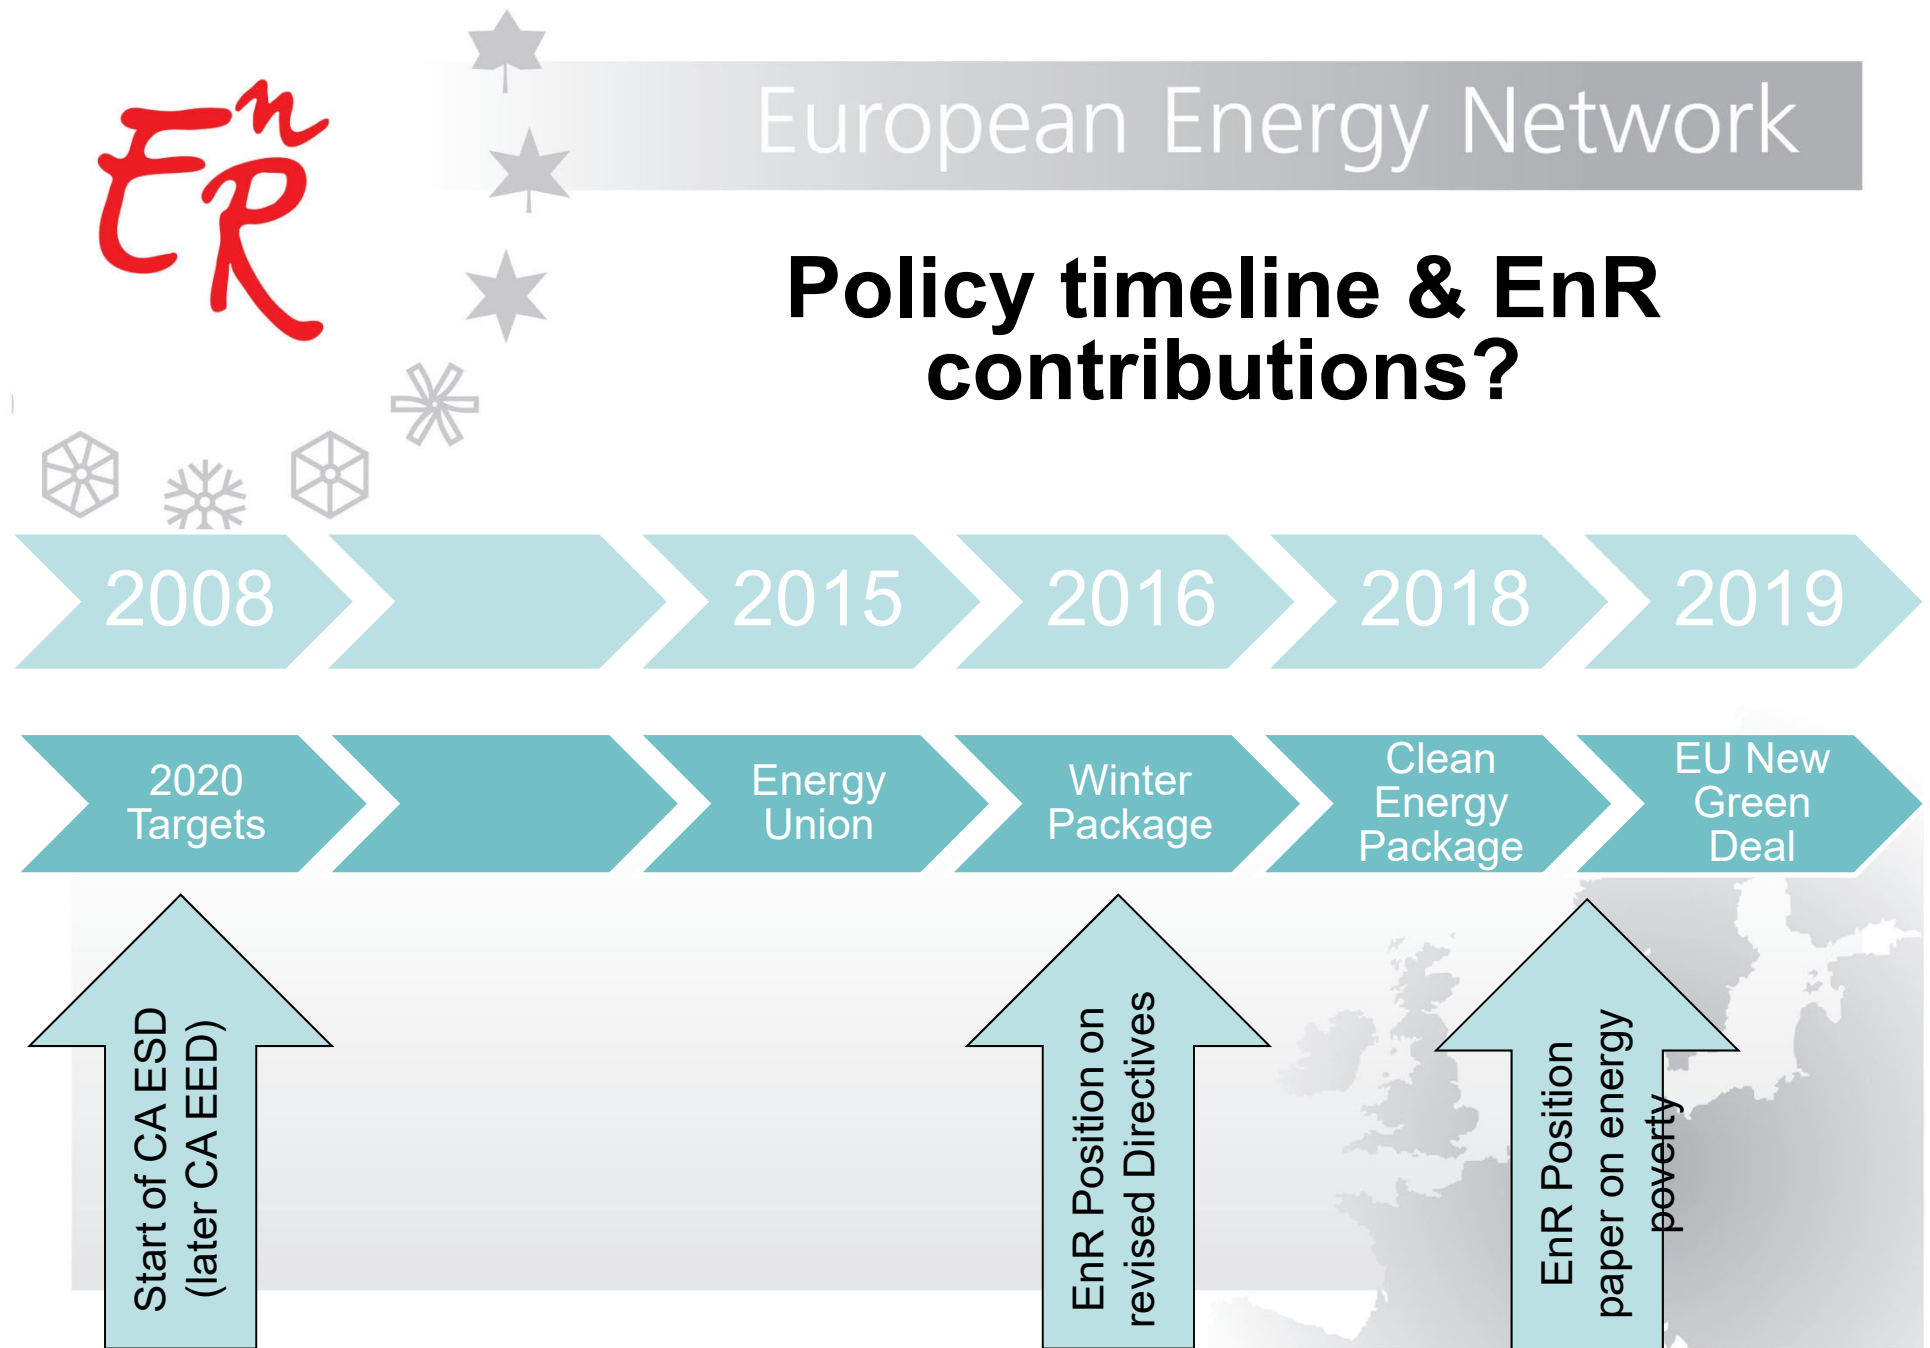 EnR
European Energy Network
Policy timeline & EnR
contributions?
2008
2015
2016
2018
2019
2020
Targets
Energy
Union
Winter
Package
Clean
Energy
Package
EU New
Green
Deal
Start of CA ESD
(later CA EED)
EnR Position on
revised Directives
EnR Position
paper on energy
poverty